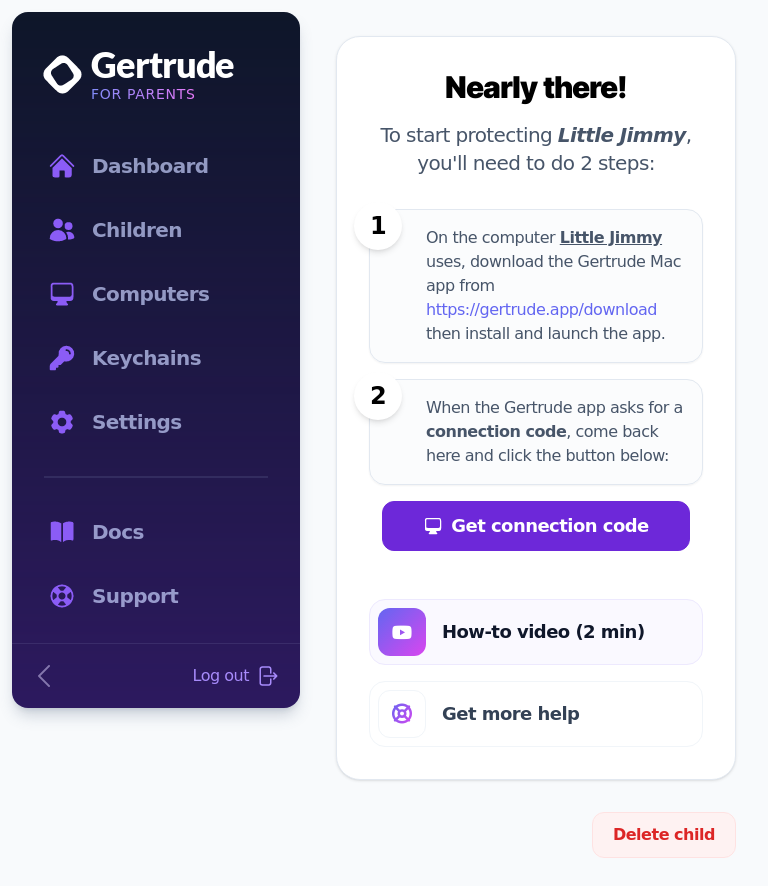 Gertrude
FOR PARENTS
Dashboard
Children
Computers
Keychains
Settings
Docs
Support
Log out
Nearly there!
To start protecting Little Jimmy,
you'll need to do 2 steps:
1
On the computer Little Jimmy
uses, download the Gertrude Mac
app from
https://gertrude.app/download
then install and launch the app.
2
When the Gertrude app asks for a
connection code, come back
here and click the button below:
Get connection code
How-to video (2 min)
Get more help
Delete child